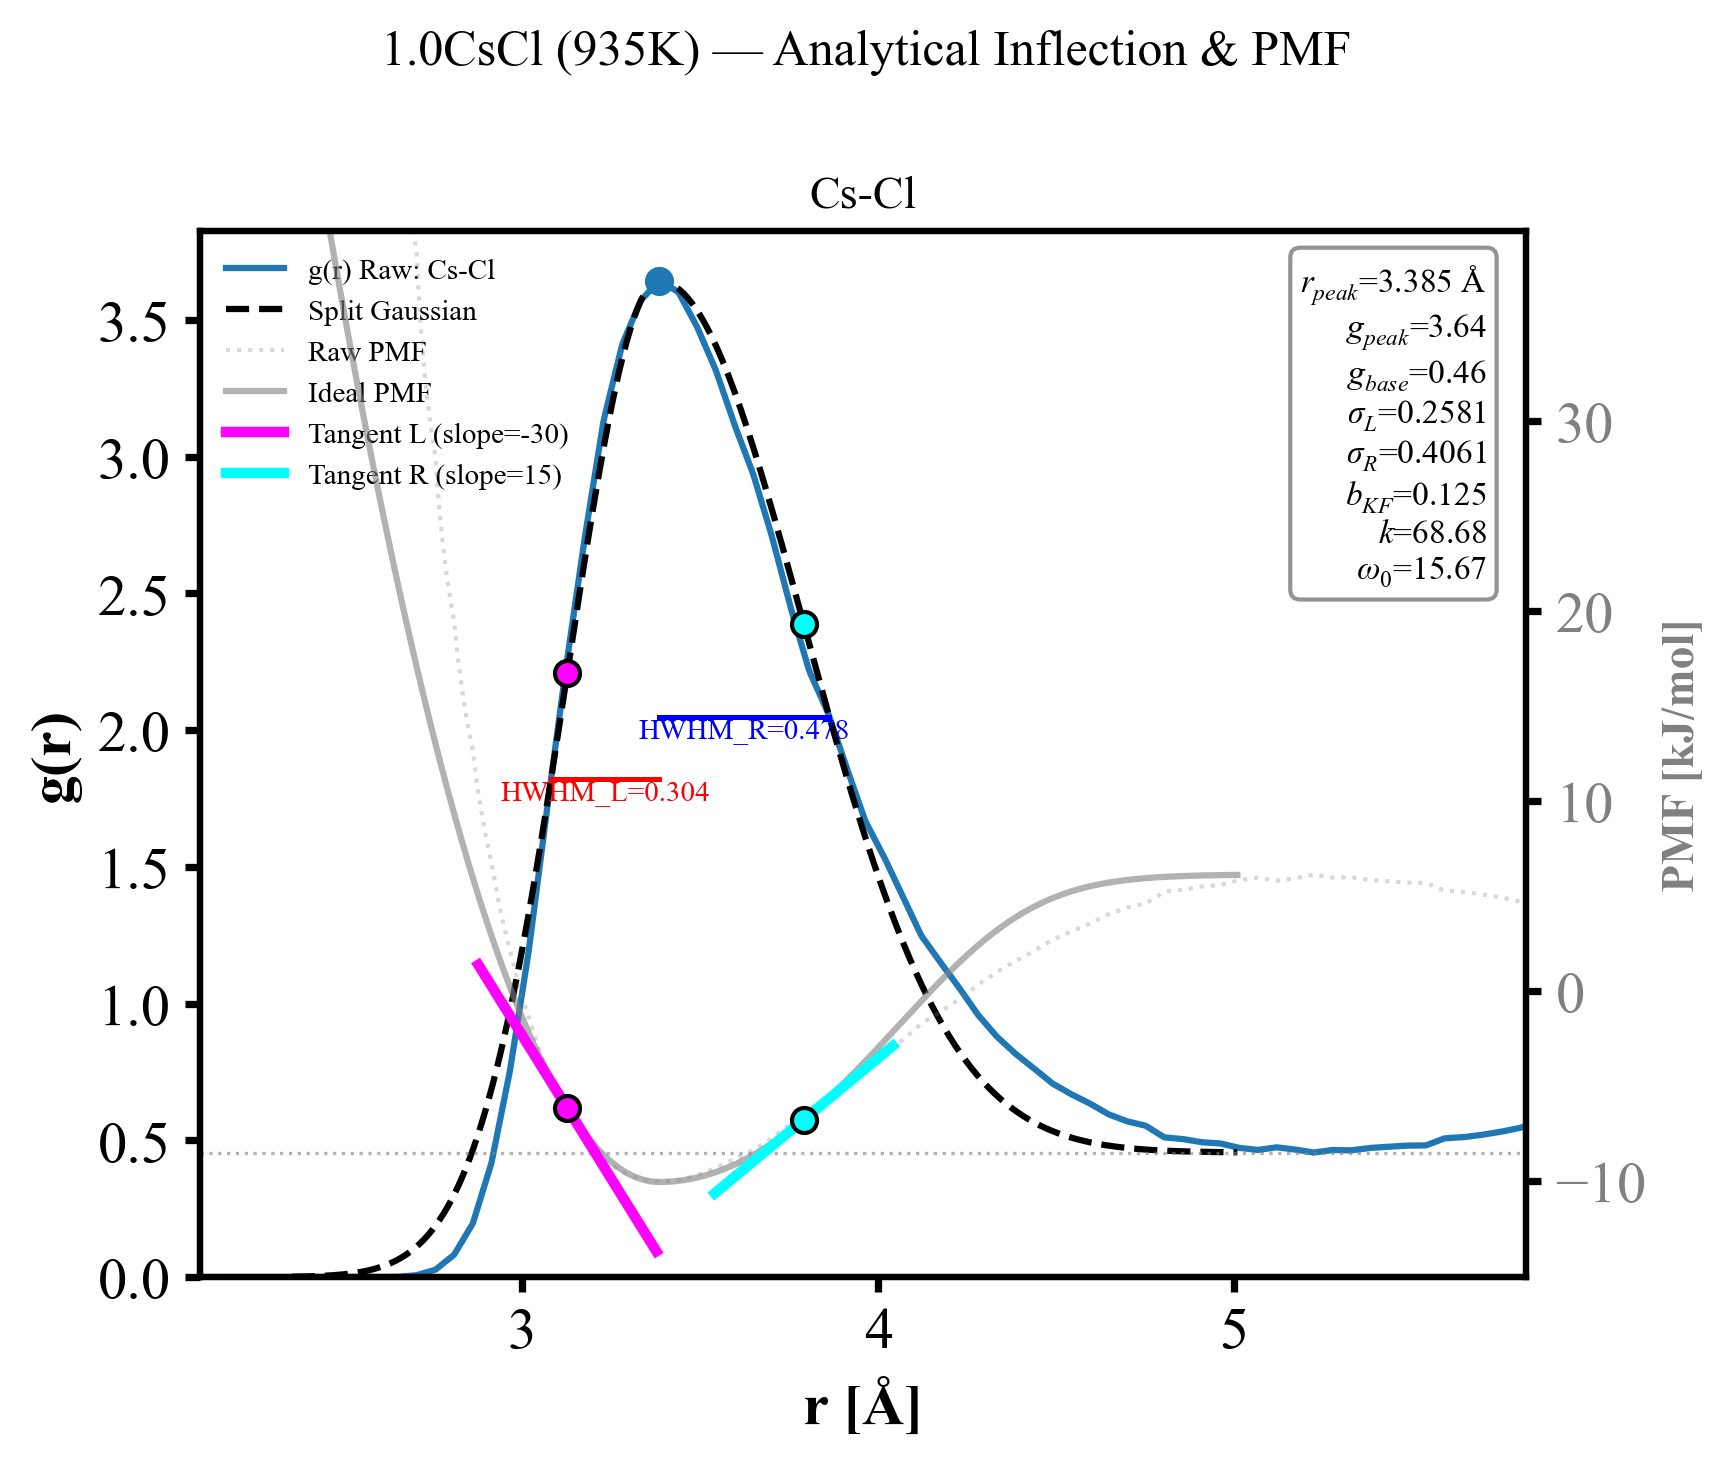 1.0CsCl (935K) — Analytical Inflection & PMF
Cs-Cl
g(r) Raw: Cs-Cl
Split Gaussian
Raw PMF
Ideal PMF
Tangent L (slope=-30)
Tangent R (slope=15)
r_peak=3.385 Å
g_peak=3.64
g_base=0.46
σ_L=0.2581
σ_R=0.4061
b_KF=0.125
k=68.68
ω₀=15.67
HWHM_R=0.478
HWHM_L=0.304
g(r)
3.5
3.0
2.5
2.0
1.5
1.0
0.5
0.0
3
4
5
r [Å]
30
20
10
0
−10
PMF [kJ/mol]